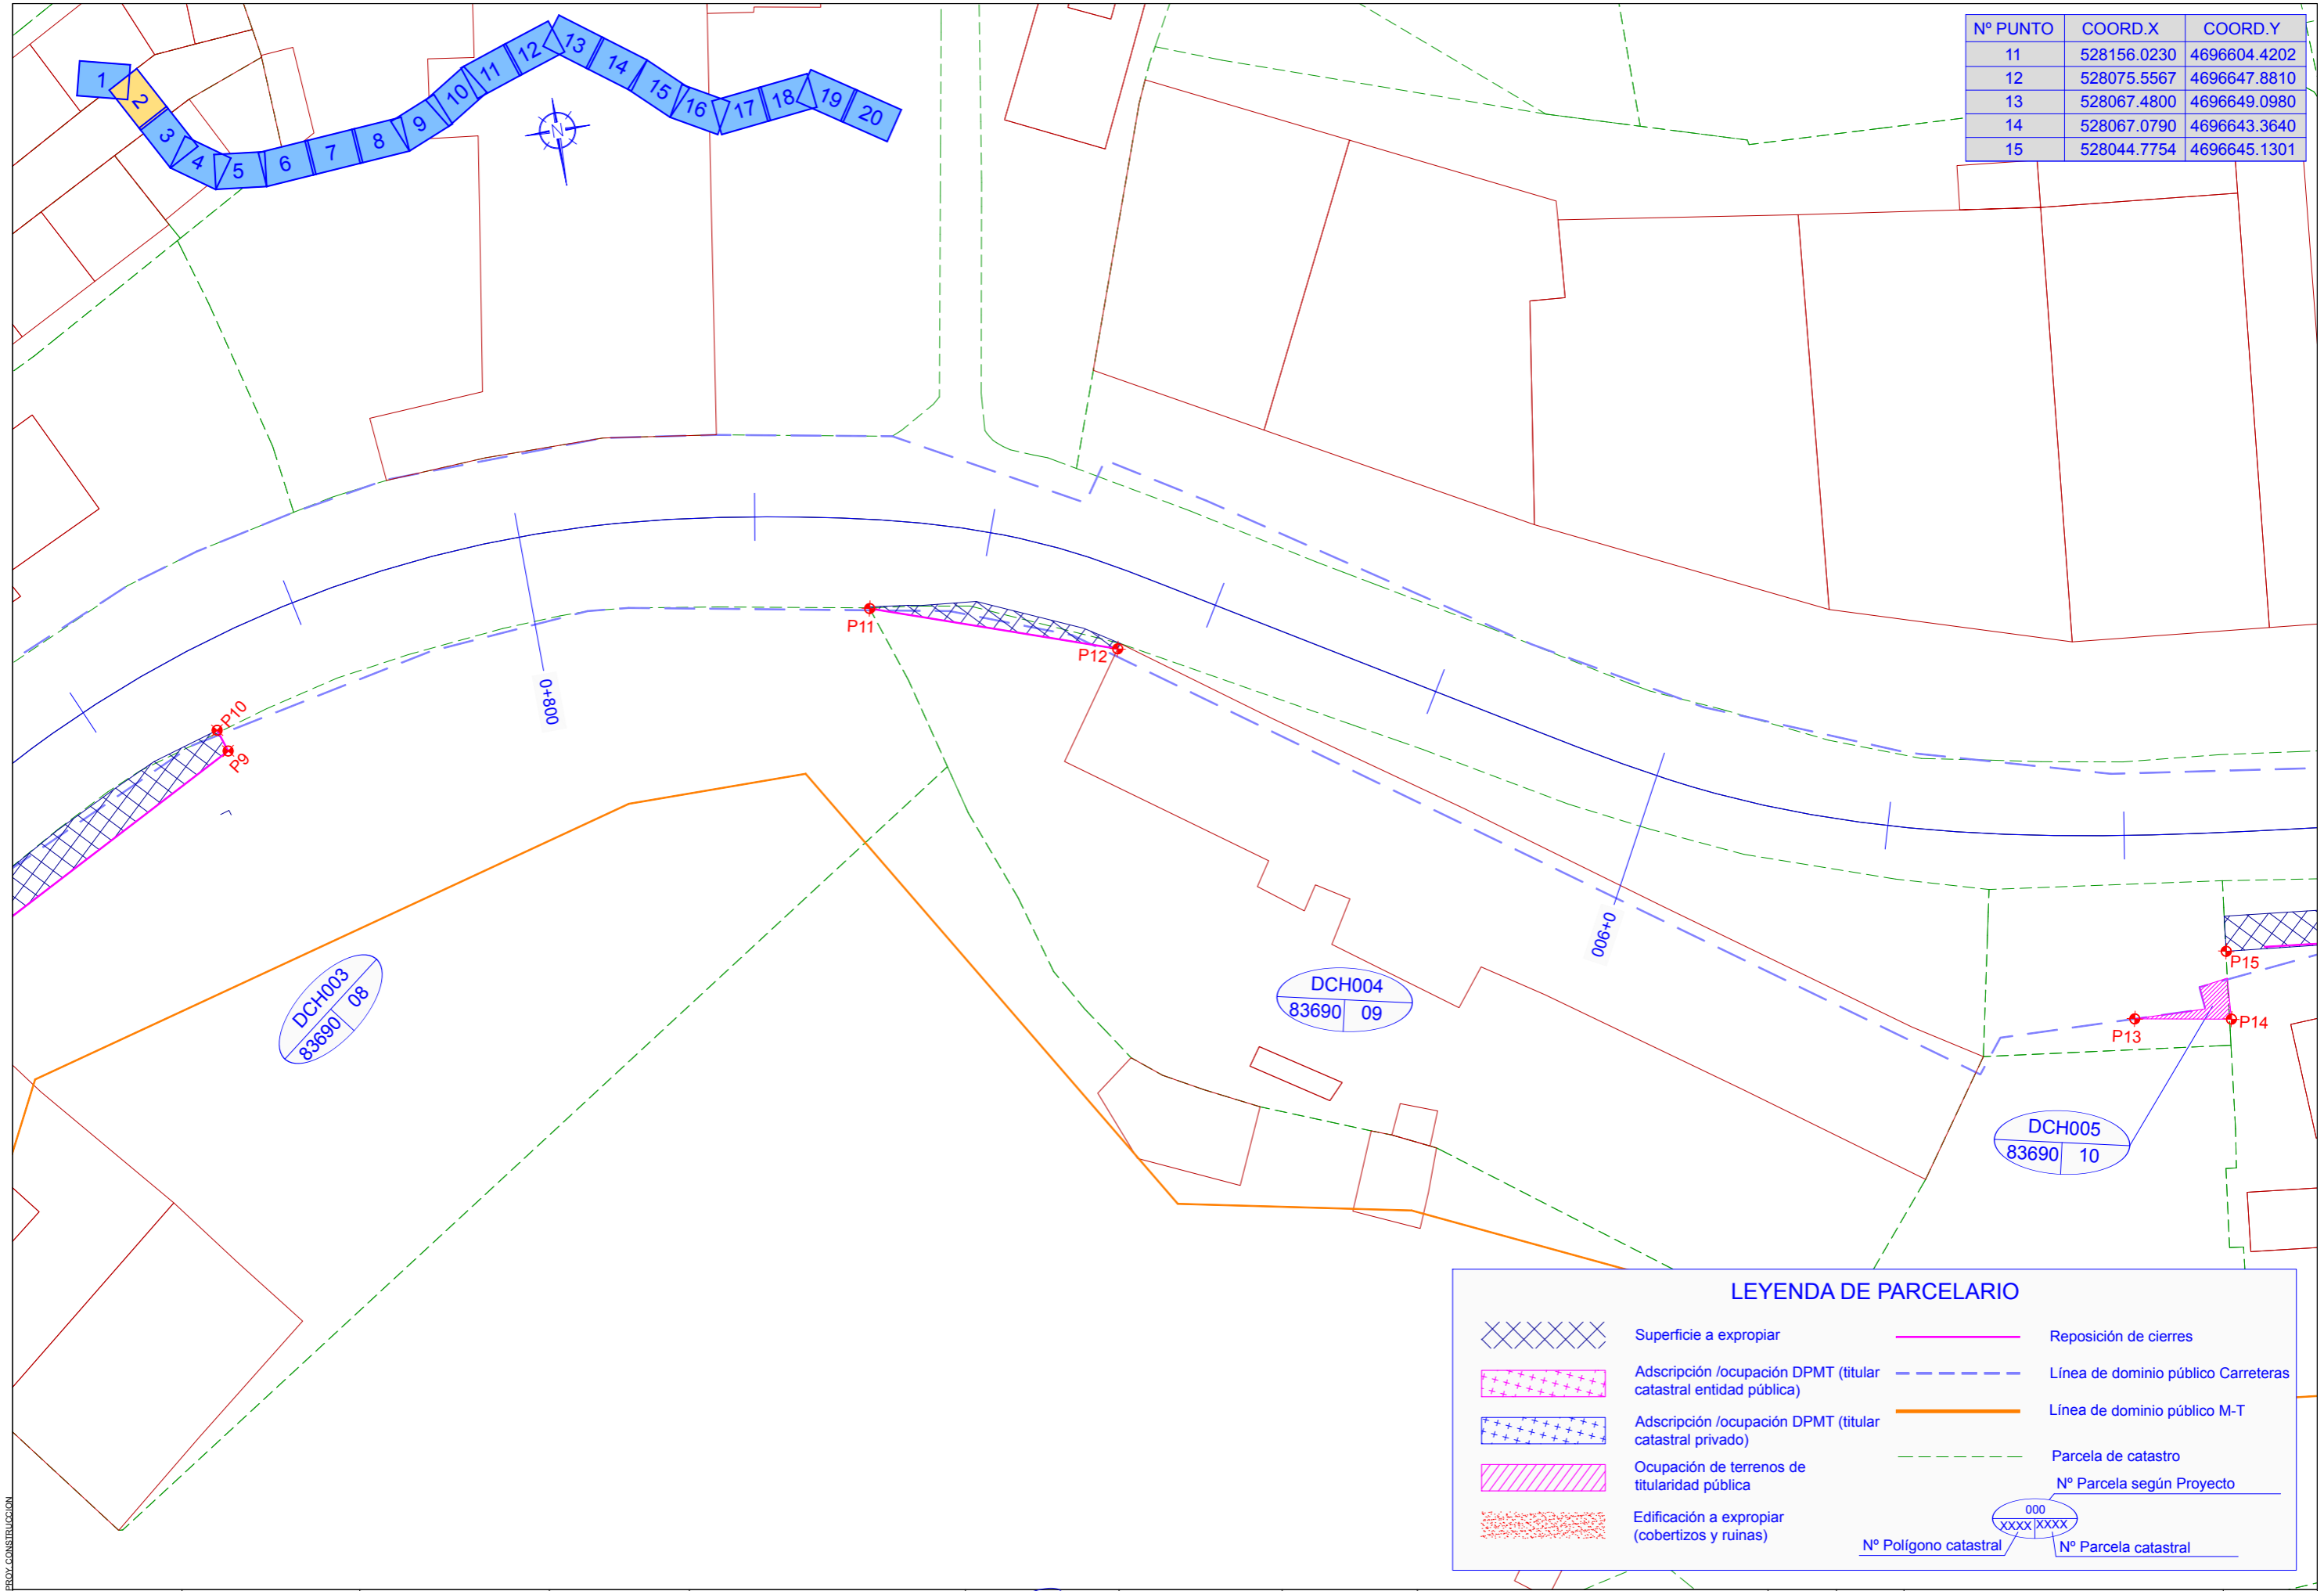 1
2
3
4
5
6
7
8
9
10
11
12
13
14
15
16
17
18
19
20
N
Nº PUNTO COORD.X COORD.Y
11 528156.0230 4696604.4202
12 528075.5567 4696647.8810
13 528067.4800 4696649.0980
14 528067.0790 4696643.3640
15 528044.7754 4696645.1301
P11
P12
P10
P9
0+800
0+900
P15
P13
P14
DCH003
83690 08
DCH004
83690 09
DCH005
83690 10
LEYENDA DE PARCELARIO
Superficie a expropiar
Adscripción /ocupación DPMT (titular
catastral entidad pública)
Adscripción /ocupación DPMT (titular
catastral privado)
Ocupación de terrenos de
titularidad pública
Edificación a expropiar
(cobertizos y ruinas)
Reposición de cierres
Línea de dominio público Carreteras
Línea de dominio público M-T
Parcela de catastro
Nº Parcela según Proyecto
000
XXXX XXXX
Nº Polígono catastral
Nº Parcela catastral
PROY. CONSTRUCCION